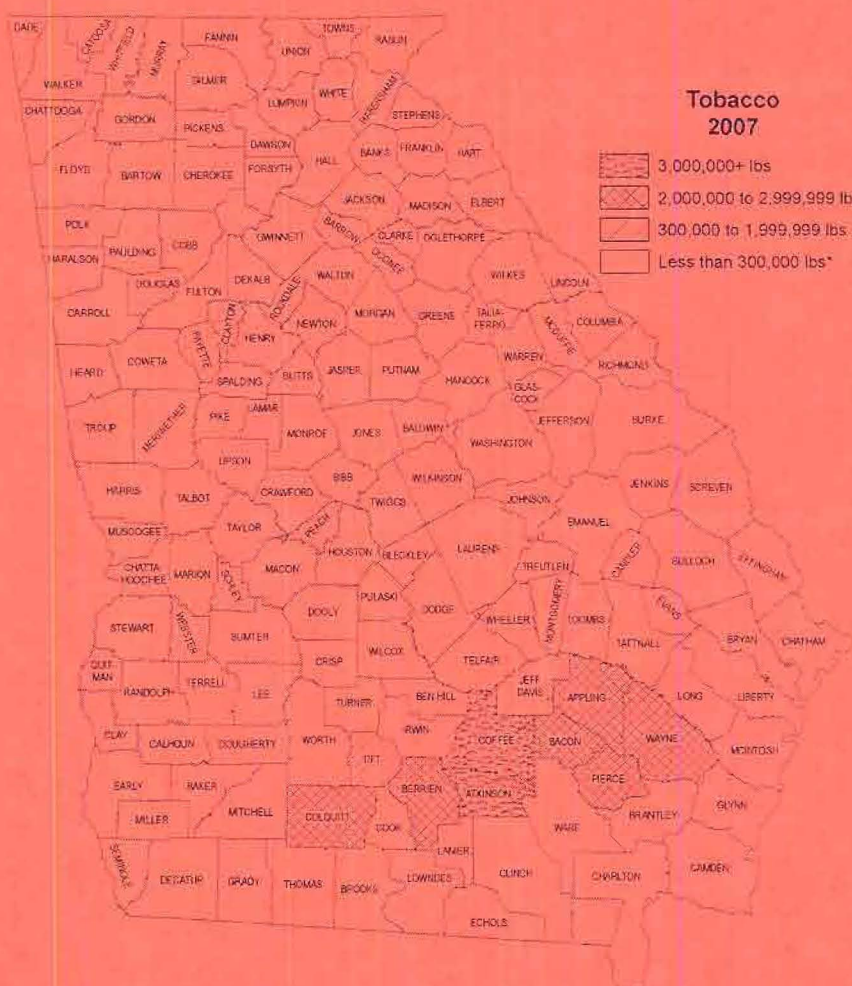 Tobacco
2007
3,000,000+ lbs
2,000,000 to 2,999,999 lb
300,000 to 1,999,999 lbs
Less than 300,000 lbs*
DADE
CATOOSA
WHITFIELD
MURRAY
FANNIN
UNION
TOWNS
RABUN
WALKER
GILMER
LUMPKIN
WHITE
HABERSHAM
STEPHENS
CHATTOOGA
GORDON
PICKENS
DAWSON
HALL
BANKS
FRANKLIN
HART
FLOYD
BARTOW
CHEROKEE
FORSYTH
JACKSON
MADISON
ELBERT
POLK
HARALSON
PAULDING
COBB
GWINNETT
BARROW
CLARKE
OGLETHORPE
OCONEE
WILKES
LINCOLN
DOUGLAS
FULTON
DEKALB
ROCKDALE
WALTON
CARROLL
CLAYTON
HENRY
NEWTON
MORGAN
GREENE
TALIA-
FERRO
MCDUFFIE
COLUMBIA
HEARD
COWETA
FAYETTE
SPALDING
BUTTS
JASPER
PUTNAM
HANCOCK
WARREN
GLAS-
COCK
RICHMOND
TROUP
MERIWETHER
PIKE
LAMAR
MONROE
JONES
BALDWIN
WASHINGTON
JEFFERSON
BURKE
UPSON
HARRIS
TALBOT
CRAWFORD
BIBB
TWIGGS
WILKINSON
JOHNSON
JENKINS
SCREVEN
MUSCOGEE
TAYLOR
PEACH
HOUSTON
BLECKLEY
LAURENS
EMANUEL
CHATTA
HOOCHEE
MARION
SCHLEY
MACON
TREUTLEN
CANDLER
BULLOCH
EFFINGHAM
STEWART
WEBSTER
SUMTER
DOOLY
PULASKI
DODGE
WHEELER
MONTGOMERY
TOOMBS
TATTNALL
EVANS
BRYAN
CHATHAM
QUIT-
MAN
RANDOLPH
TERRELL
LEE
CRISP
WILCOX
TELFAIR
JEFF
DAVIS
APPLING
LONG
LIBERTY
CLAY
CALHOUN
DOUGHERTY
WORTH
TURNER
BEN HILL
IRWIN
COFFEE
BACON
WAYNE
MCINTOSH
EARLY
BAKER
MITCHELL
TIFT
BERRIEN
ATKINSON
PIERCE
BRANTLEY
GLYNN
MILLER
COLQUITT
COOK
WARE
SEMINOLE
DECATUR
GRADY
THOMAS
BROOKS
LANIER
LOWNDES
CLINCH
CHARLTON
CAMDEN
ECHOLS